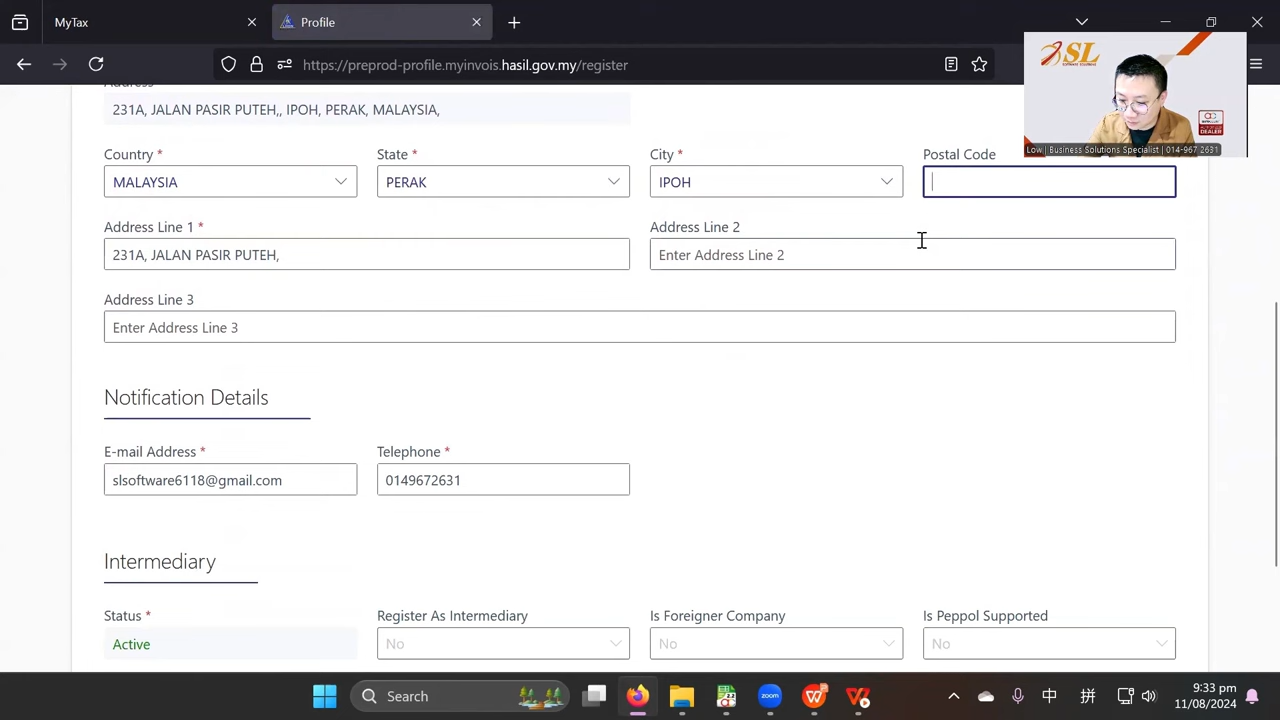 MyTax
Profile
https://preprod-profile.myinvois.hasil.gov.my/register
SL
SOFTWARE SOLUTIONS
DEALER
Low | Business Solutions Specialist | 014-967 2631
231A, JALAN PASIR PUTEH,, IPOH, PERAK, MALAYSIA,
Country *
State *
City *
Postal Code
MALAYSIA
PERAK
IPOH
Address Line 1 *
Address Line 2
231A, JALAN PASIR PUTEH,
Enter Address Line 2
Address Line 3
Enter Address Line 3
Notification Details
E-mail Address *
Telephone *
slsoftware6118@gmail.com
0149672631
Intermediary
Status *
Register As Intermediary
Is Foreigner Company
Is Peppol Supported
Active
No
No
No
Search
中
拼
9:33 pm
11/08/2024